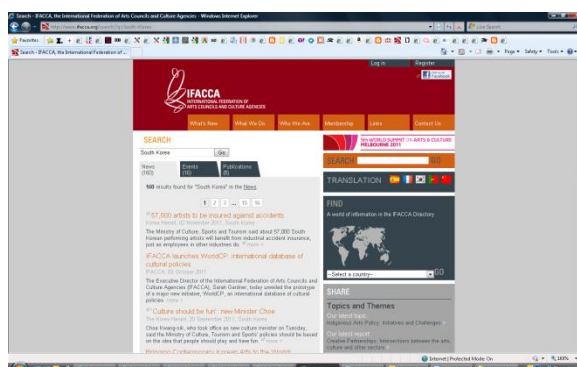 Search - IFACCA, the International Federation of Arts Councils and Culture Agencies - Windows Internet Explorer
Favorites
Search - IFACCA, the International Federation of ...
Page
Safety
Tools
Log in
Register
IFACCA
INTERNATIONAL FEDERATION OF
ARTS COUNCILS AND CULTURE AGENCIES
What's New
What We Do
Who We Are
Membership
Links
Contact Us
SEARCH
South Korea
Go
News
(160)
Events
(16)
Publications
(8)
160 results found for "South Korea" in the News.
1 2 3 ... 15 16
57,000 artists to be insured against accidents
Korea Herald, 02 November 2011, South Korea
The Ministry of Culture, Tourism and Sport said about 57,000 South
Korean performing artists will benefit from industrial accident insurance,
just as employees in other industries do.
more
IFACCA launches WorldCP: international database of
cultural policies
IFACCA, 03 October 2011
The Executive Director of the International Federation of Arts Councils and
Culture Agencies (IFACCA), Sarah Gardner, today unveiled the prototype
of a major new initiative, WorldCP, an international database of cultural
policies. more
'Culture should be fun': new Minister Choe
The Korea Herald, 20 September 2011, South Korea
Choe Kwang-sik, who took office as new culture minister on Tuesday,
said the Ministry of Culture, Tourism and Sports' policies should be based
on the idea that people should play and have fun.
more
Bringing Contemporary Korean Arts to the World's
5th WORLD SUMMIT ON ARTS & CULTURE
MELBOURNE 2011
SEARCH
GO
TRANSLATION
FIND
A world of information in the IFACCA Directory
--Select a country--
GO
SHARE
Topics and Themes
Our latest topic
Indigenous Arts Policy: Initiatives and Challenges
Our latest report
Creative Partnerships: Intersections between the arts,
culture and other sectors
Internet | Protected Mode: On
100%